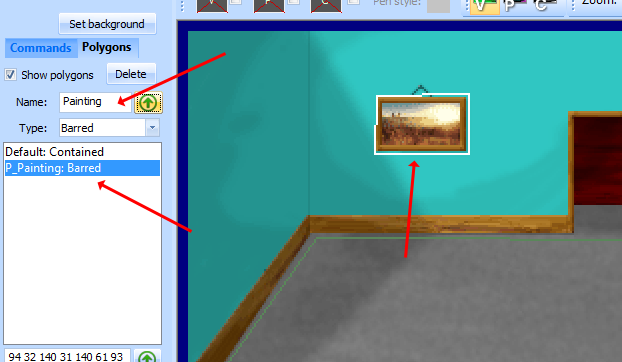 V P C Pen style: V P C Zoom:
Set background
Commands Polygons
Show polygons Delete
Name: Painting
Type: Barred
Default: Contained
P_Painting: Barred
94 32 140 31 140 61 93